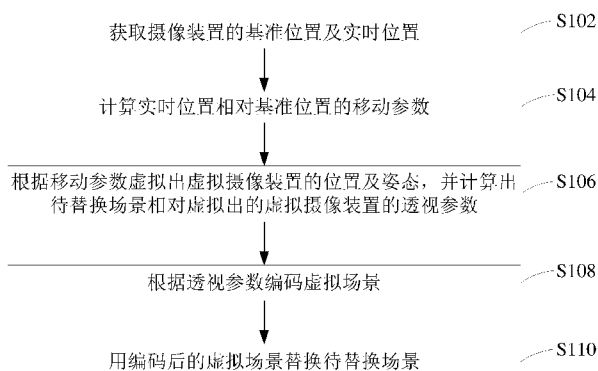 获取摄像装置的基准位置及实时位置 S102
计算实时位置相对基准位置的移动参数 S104
根据移动参数虚拟出虚拟摄像装置的位置及姿态，并计算出 S106
待替换场景相对虚拟出的虚拟摄像装置的透视参数
根据透视参数编码虚拟场景 S108
用编码后的虚拟场景替换待替换场景 S110